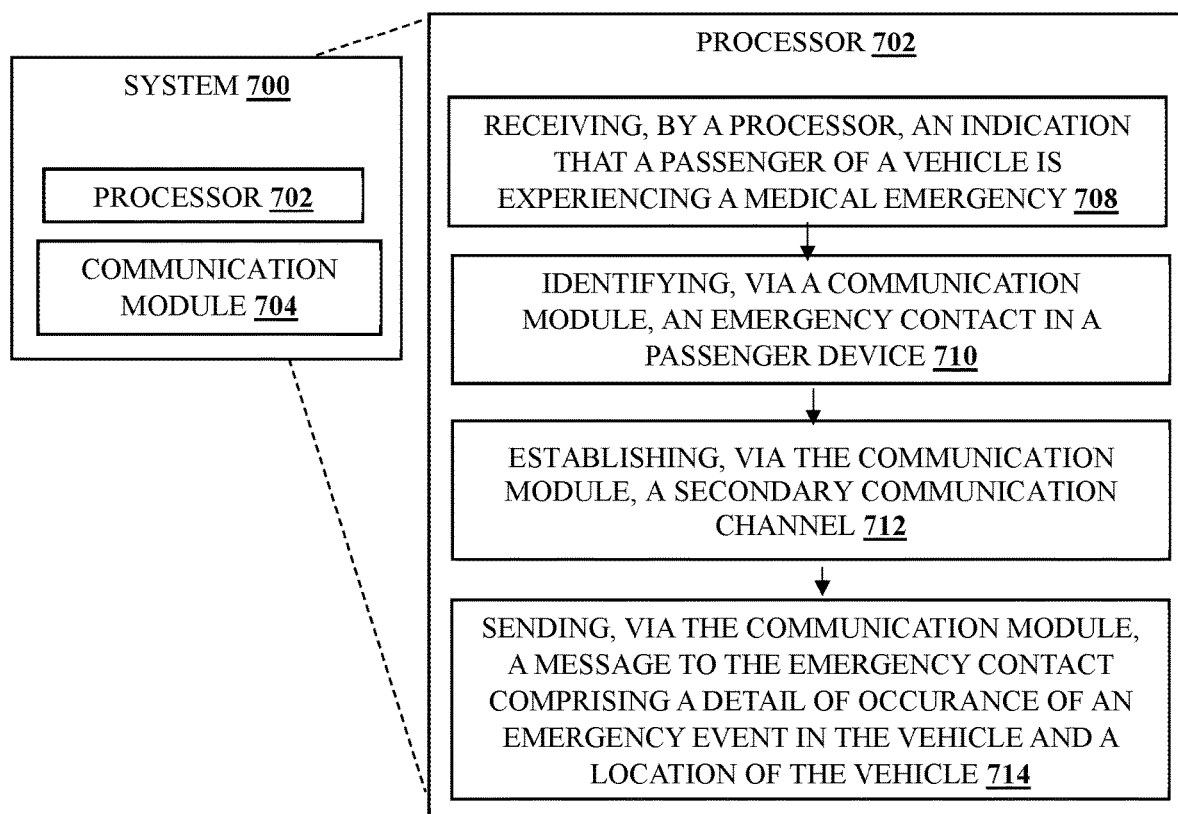 SYSTEM 700
PROCESSOR 702
COMMUNICATION
MODULE 704
PROCESSOR 702
RECEIVING, BY A PROCESSOR, AN INDICATION
THAT A PASSENGER OF A VEHICLE IS
EXPERIENCING A MEDICAL EMERGENCY 708
IDENTIFYING, VIA A COMMUNICATION
MODULE, AN EMERGENCY CONTACT IN A
PASSENGER DEVICE 710
ESTABLISHING, VIA THE COMMUNICATION
MODULE, A SECONDARY COMMUNICATION
CHANNEL 712
SENDING, VIA THE COMMUNICATION MODULE,
A MESSAGE TO THE EMERGENCY CONTACT
COMPRISING A DETAIL OF OCCURANCE OF AN
EMERGENCY EVENT IN THE VEHICLE AND A
LOCATION OF THE VEHICLE 714